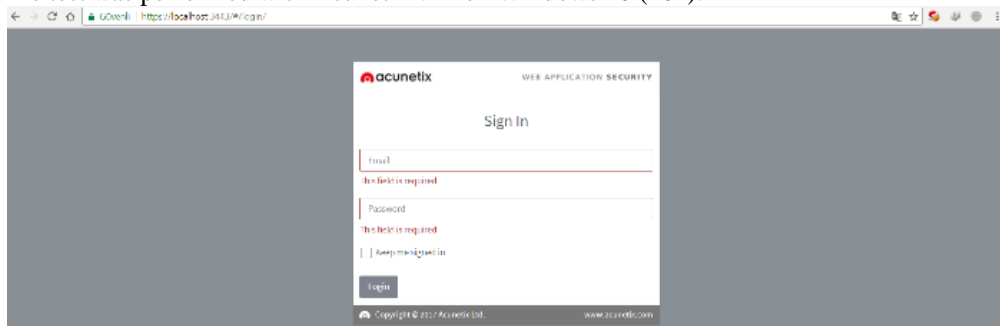 Güvenli | https://localhost:3443/#/login/
acunetix WEB APPLICATION SECURITY
Sign In
Email
This field is required
Password
This field is required
Keep me signed in
Login
Copyright © 2017 Acunetix Ltd. www.acunetix.com